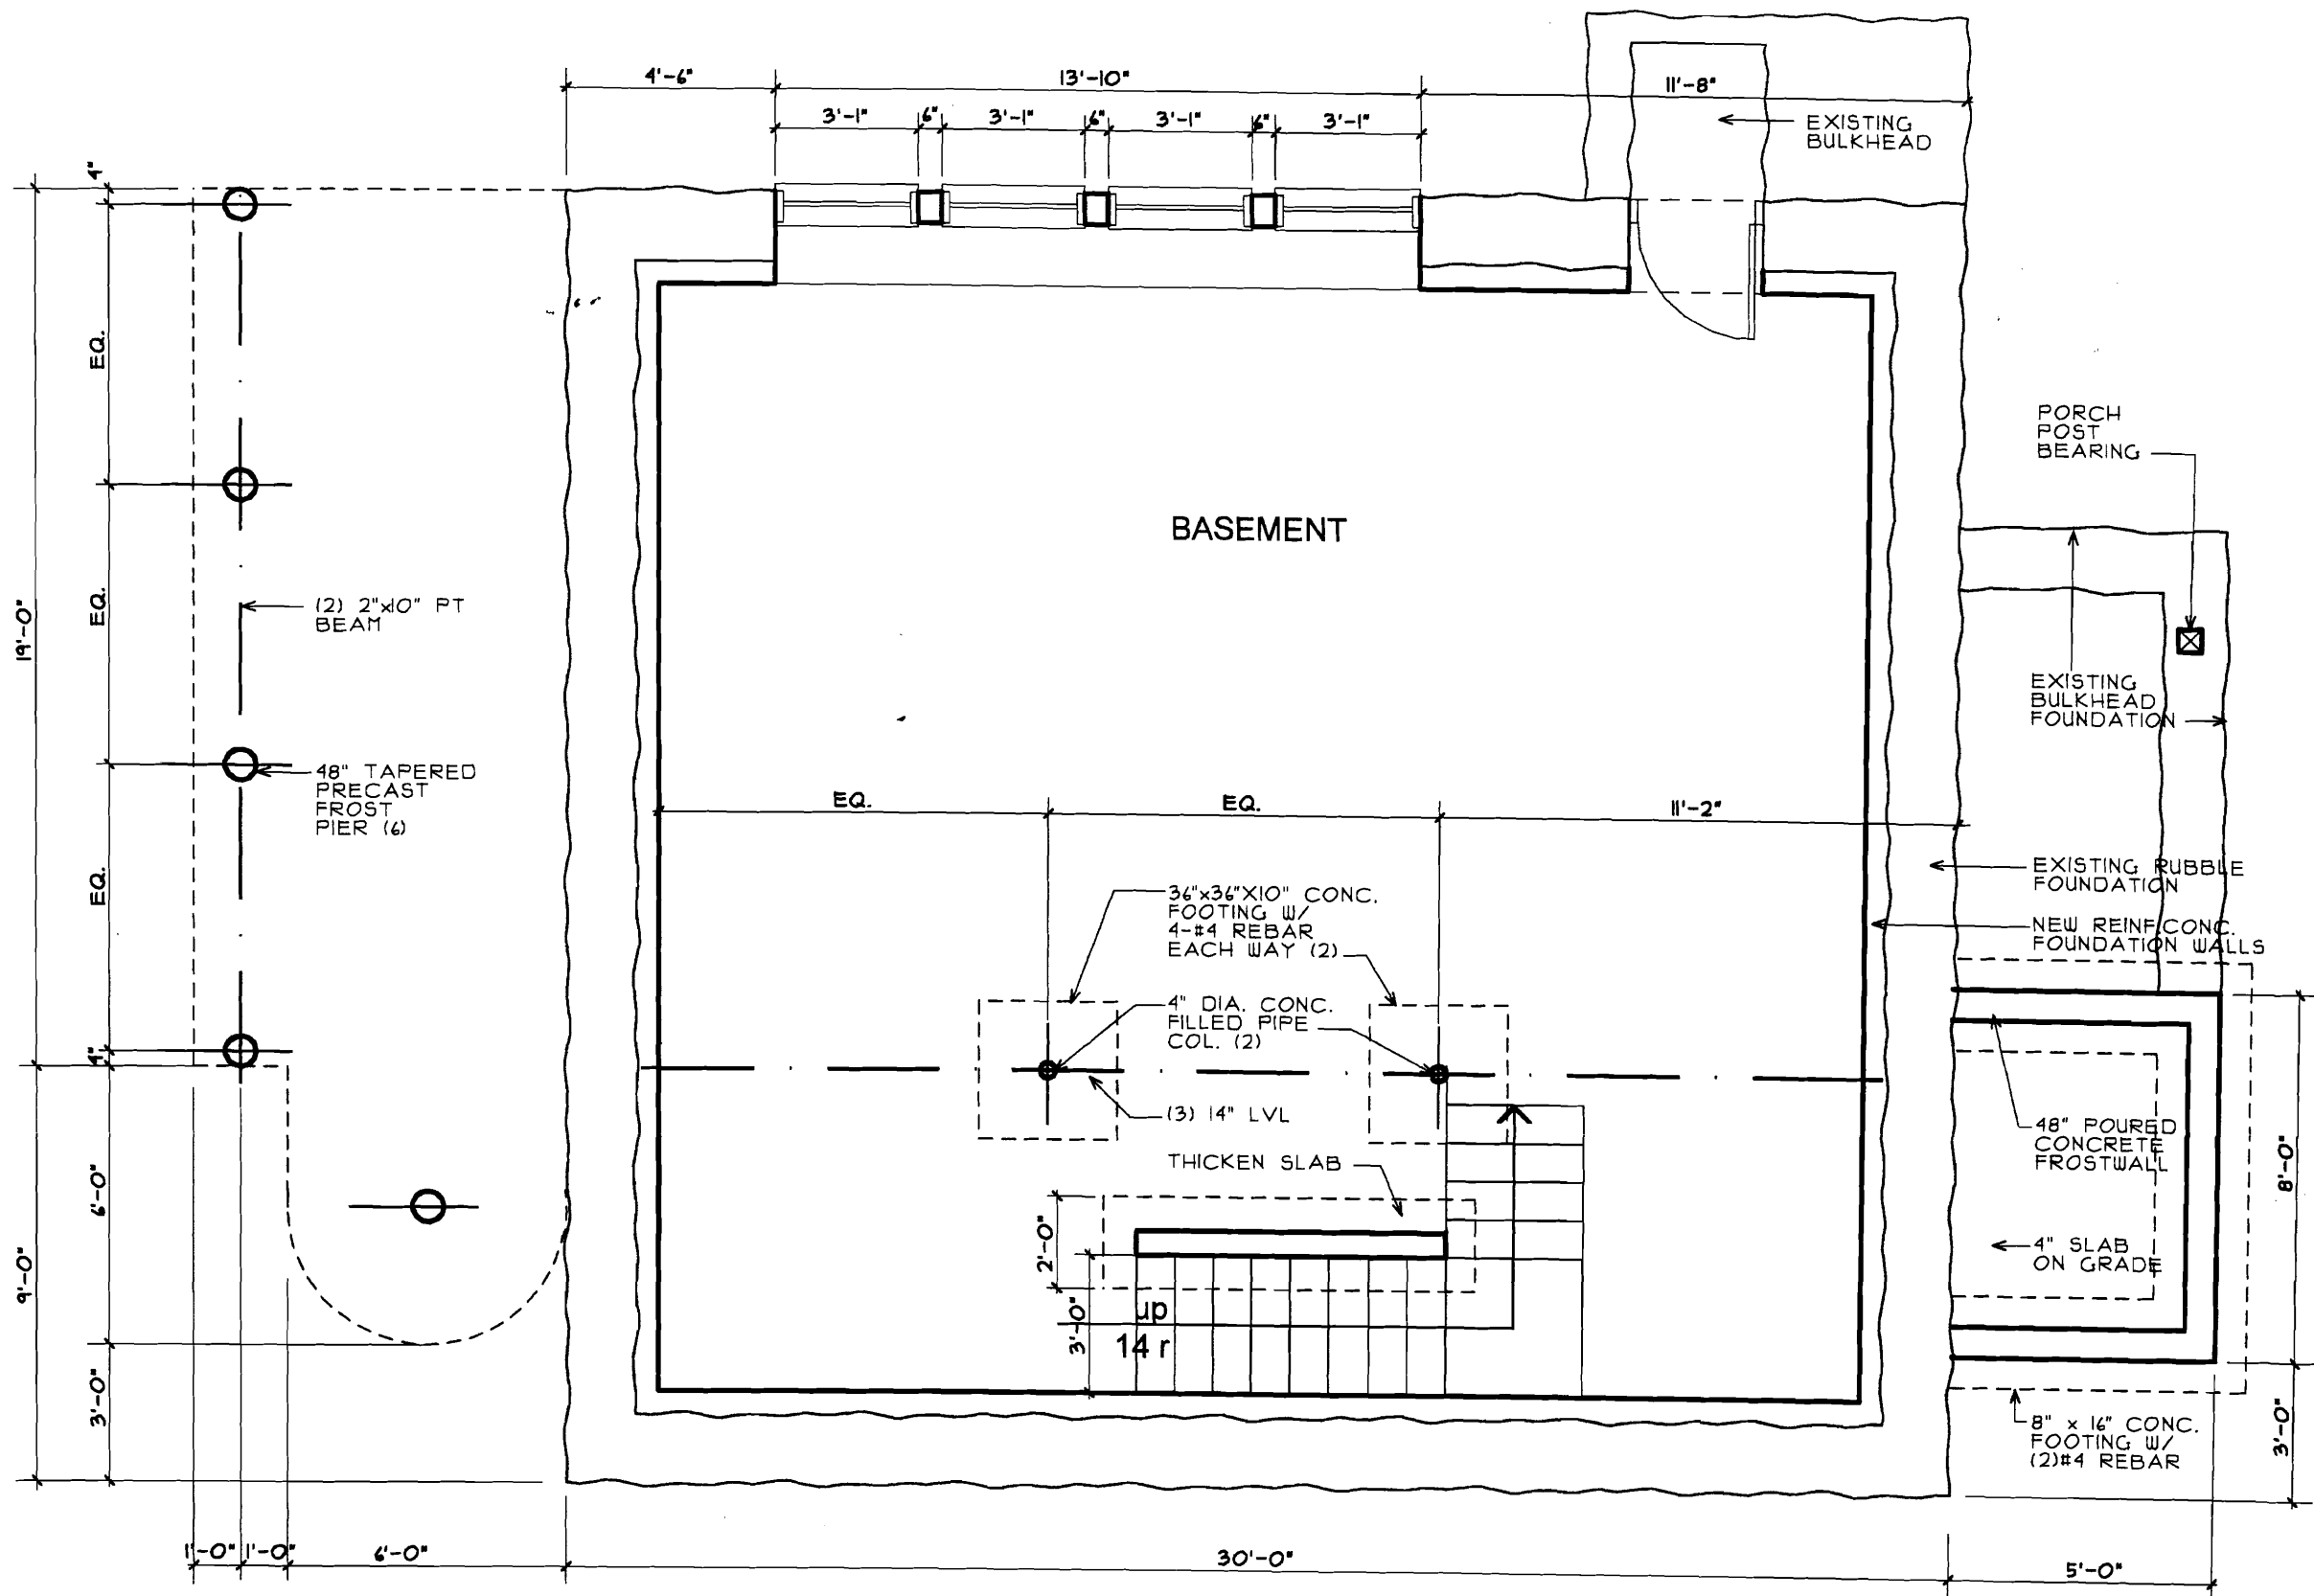 4'-6"
13'-10"
11'-8"
3'-1"
6"
3'-1"
6"
3'-1"
6"
3'-1"
EXISTING
BULKHEAD
4"
EQ.
EQ.
EQ.
4"
19'-0"
9'-0"
6'-0"
3'-0"
(2) 2"x10" PT
BEAM
48" TAPERED
PRECAST
FROST
PIER (6)
BASEMENT
PORCH
POST
BEARING
EXISTING
BULKHEAD
FOUNDATION
EQ.
EQ.
11'-2"
EXISTING RUBBLE
FOUNDATION
NEW REINF. CONC.
FOUNDATION WALLS
36"x36"X10" CONC.
FOOTING W/
4-#4 REBAR
EACH WAY (2)
4" DIA. CONC.
FILLED PIPE
COL. (2)
(3) 14" LVL
THICKEN SLAB
2'-0"
3'-0"
up
14 r
48" POURED
CONCRETE
FROSTWALL
4" SLAB
ON GRADE
8'-0"
3'-0"
8" x 16" CONC.
FOOTING W/
(2)#4 REBAR
1'-0"
1'-0"
6'-0"
30'-0"
5'-0"